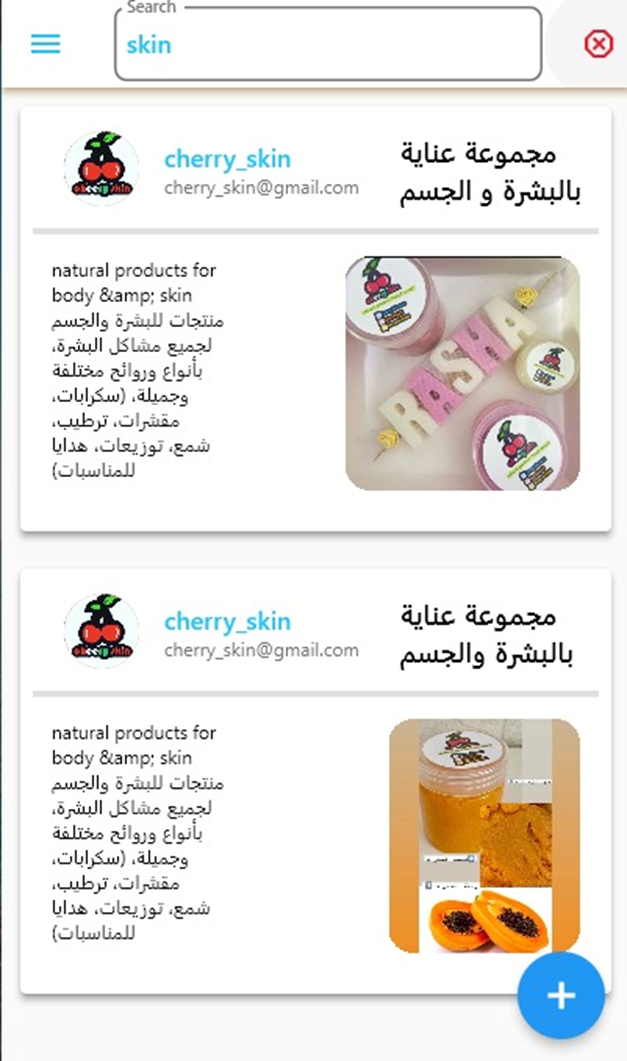 Search
skin
cherry_skin
cherry_skin@gmail.com
مجموعة عناية
بالبشرة و الجسم
natural products for
body &amp; skin
منتجات للبشرة والجسم
لجميع مشاكل البشرة،
بأنواع وروائح مختلفة
وجميلة، (سكرابات،
مقشرات، ترطيب،
شمع، توزيعات، هدايا
للمناسبات)
RASHA
cherry_skin
cherry_skin@gmail.com
مجموعة عناية
بالبشرة والجسم
natural products for
body &amp; skin
منتجات للبشرة والجسم
لجميع مشاكل البشرة،
بأنواع وروائح مختلفة
وجميلة، (سكرابات،
مقشرات، ترطيب،
شمع، توزيعات، هدايا
للمناسبات)